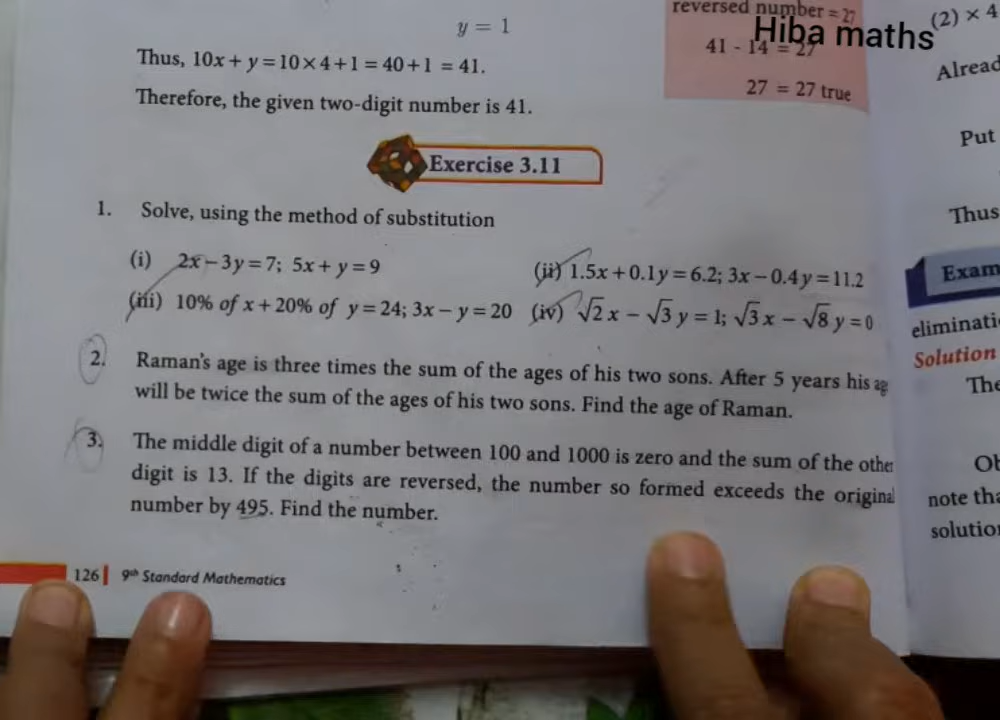 y = 1
Thus, 10x + y = 10 × 4 + 1 = 40 + 1 = 41.
Therefore, the given two-digit number is 41.
reversed number = 27
41 - 14 = 27
27 = 27 true
Hiba maths
Exercise 3.11
1. Solve, using the method of substitution
(i) 2x – 3y = 7; 5x + y = 9
(ii) 1.5x + 0.1y = 6.2; 3x – 0.4y = 11.2
(iii) 10% of x + 20% of y = 24; 3x – y = 20
(iv) √2 x – √3 y = 1; √3 x – √8 y = 0
2. Raman's age is three times the sum of the ages of his two sons. After 5 years his age
will be twice the sum of the ages of his two sons. Find the age of Raman.
3. The middle digit of a number between 100 and 1000 is zero and the sum of the other
digit is 13. If the digits are reversed, the number so formed exceeds the original
number by 495. Find the number.
126 | 9th Standard Mathematics
(2) × 4
Alread
Put
Thus
Exam
eliminati
Solution
The
Ob
note tha
solution